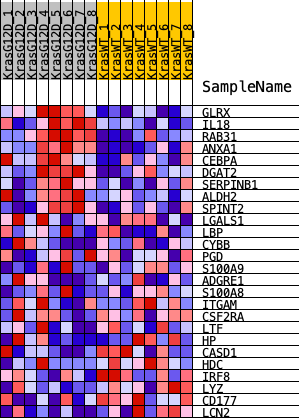 KrasG12D_1
KrasG12D_2
KrasG12D_3
KrasG12D_4
KrasG12D_5
KrasG12D_6
KrasG12D_7
KrasG12D_8
KrasWT_1
KrasWT_2
KrasWT_3
KrasWT_4
KrasWT_5
KrasWT_6
KrasWT_7
KrasWT_8
SampleName
GLRX
IL18
RAB31
ANXA1
CEBPA
DGAT2
SERPINB1
ALDH2
SPINT2
LGALS1
LBP
CYBB
PGD
S100A9
ADGRE1
S100A8
ITGAM
CSF2RA
LTF
HP
CASD1
HDC
IRF8
LYZ
CD177
LCN2